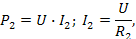 P₂ = U · I₂; I₂ = U/R₂,